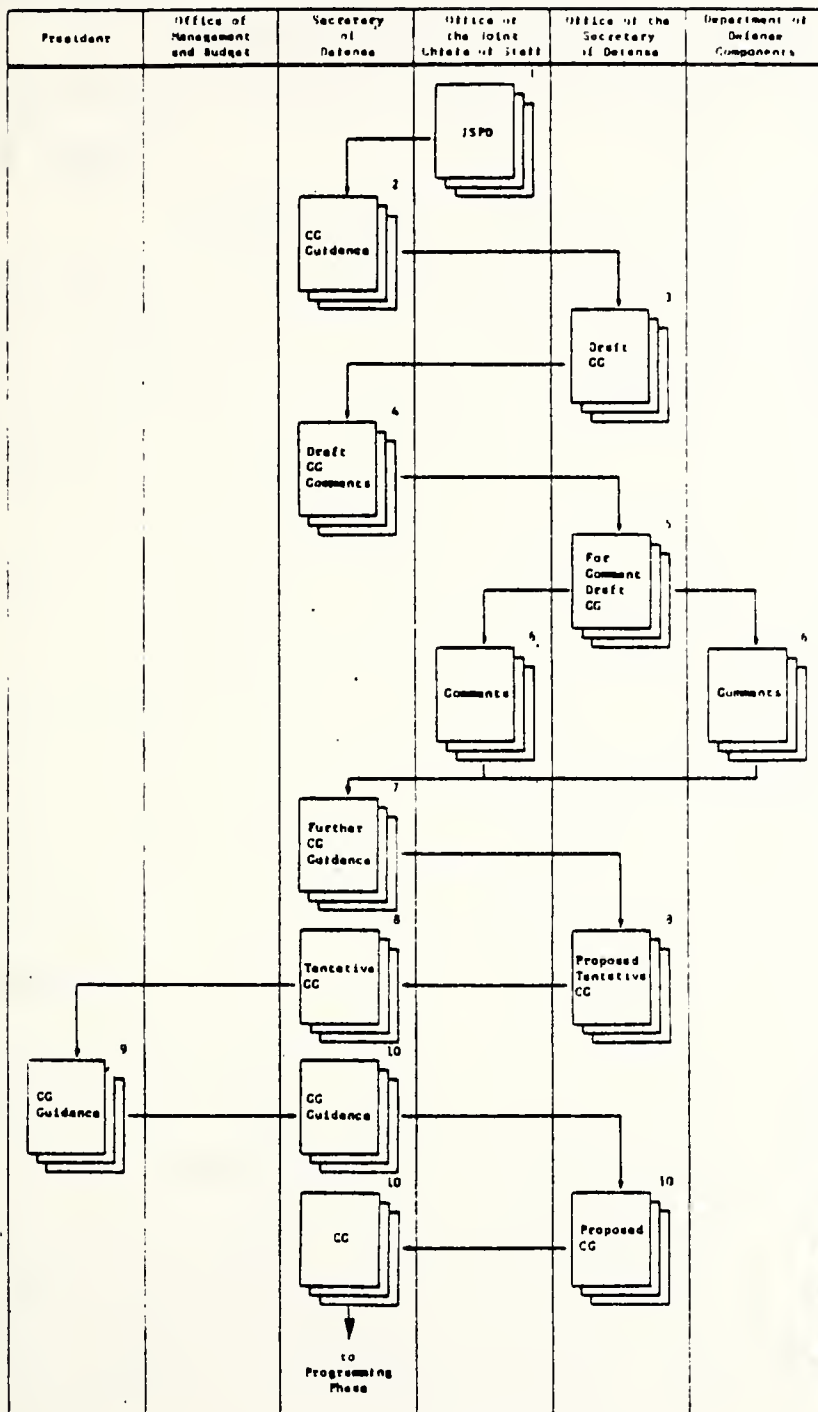 President
Office of
Management
and Budget
Secretary
of
Defense
Office of
the Joint
Chiefs of Staff
Office of the
Secretary
of Defense
Department of
Defense
Components
1
JSPD
2
CG
Guidance
3
Draft
CG
4
Draft
CG
Comments
5
For
Comment
Draft
CG
6
Comments
6
Comments
7
Further
CG
Guidance
8
Tentative
CG
8
Proposed
Tentative
CG
9
CG
Guidance
10
CG
Guidance
10
CG
10
Proposed
CG
to
Programming
Phase